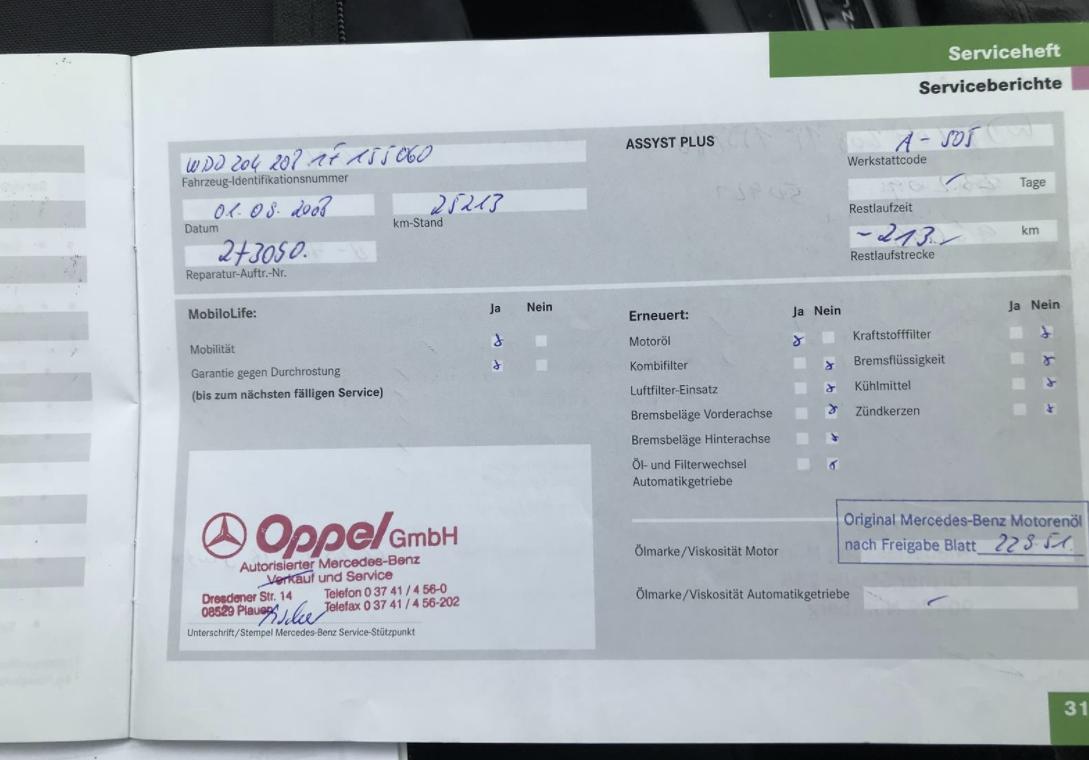 Serviceheft
Serviceberichte
WDD 204 208 1F 155060
Fahrzeug-Identifikationsnummer
ASSYST PLUS
A - 505
Werkstattcode
01.08.2008
Datum
25213
km-Stand
Tage
Restlaufzeit
273050.
Reparatur-Auftr.-Nr.
- 213 km
Restlaufstrecke
MobiloLife: Ja Nein
Mobilität
Garantie gegen Durchrostung
(bis zum nächsten fälligen Service)
Erneuert: Ja Nein
Motoröl
Kombifilter
Luftfilter-Einsatz
Bremsbeläge Vorderachse
Bremsbeläge Hinterachse
Öl- und Filterwechsel
Automatikgetriebe
Ja Nein
Kraftstofffilter
Bremsflüssigkeit
Kühlmittel
Zündkerzen
Oppel GmbH
Autorisierter Mercedes-Benz
Verkauf und Service
Dresdener Str. 14 Telefon 0 37 41 / 4 56-0
08529 Plauen Telefax 0 37 41 / 4 56-202
Unterschrift/Stempel Mercedes-Benz Service-Stützpunkt
Original Mercedes-Benz Motorenöl
nach Freigabe Blatt 229.51
Ölmarke/Viskosität Motor
Ölmarke/Viskosität Automatikgetriebe
31